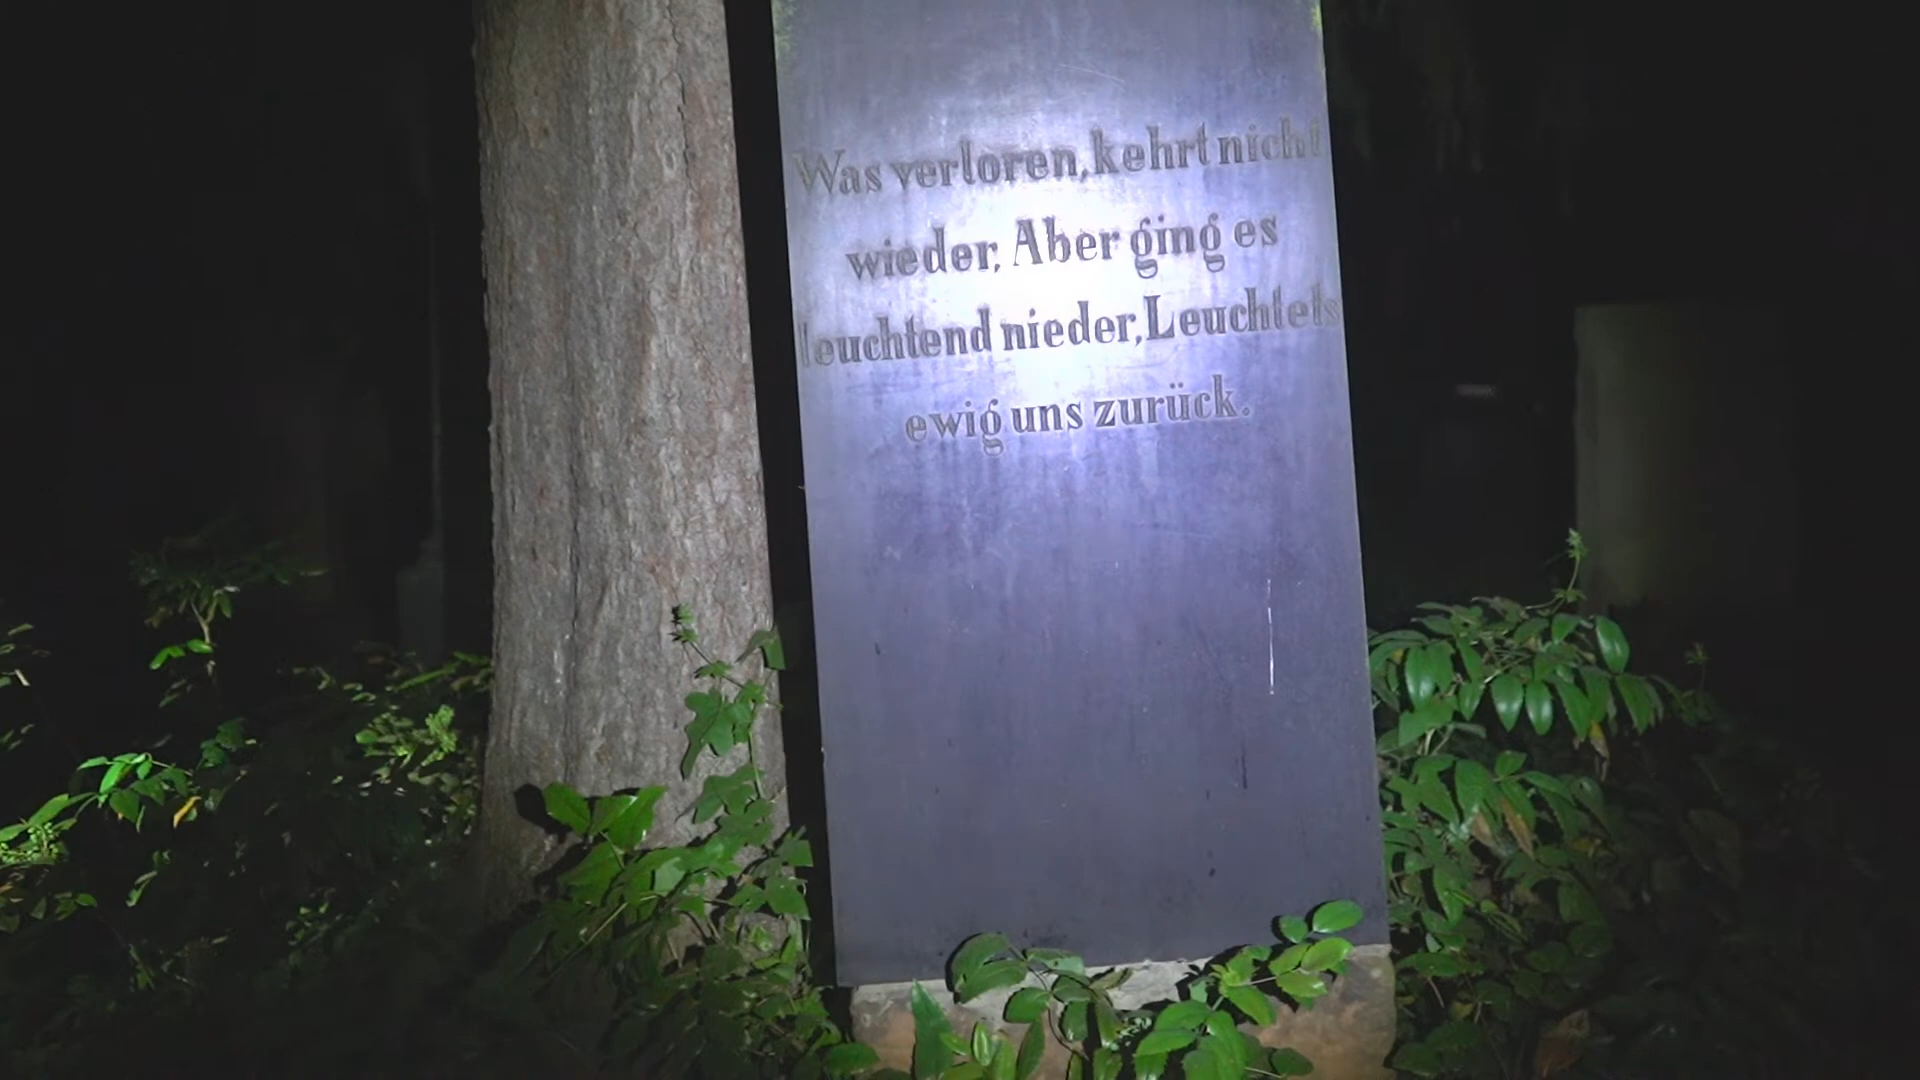 Was verloren, kehrt nicht
wieder, Aber ging es
leuchtend nieder, Leuchtets
ewig uns zurück.